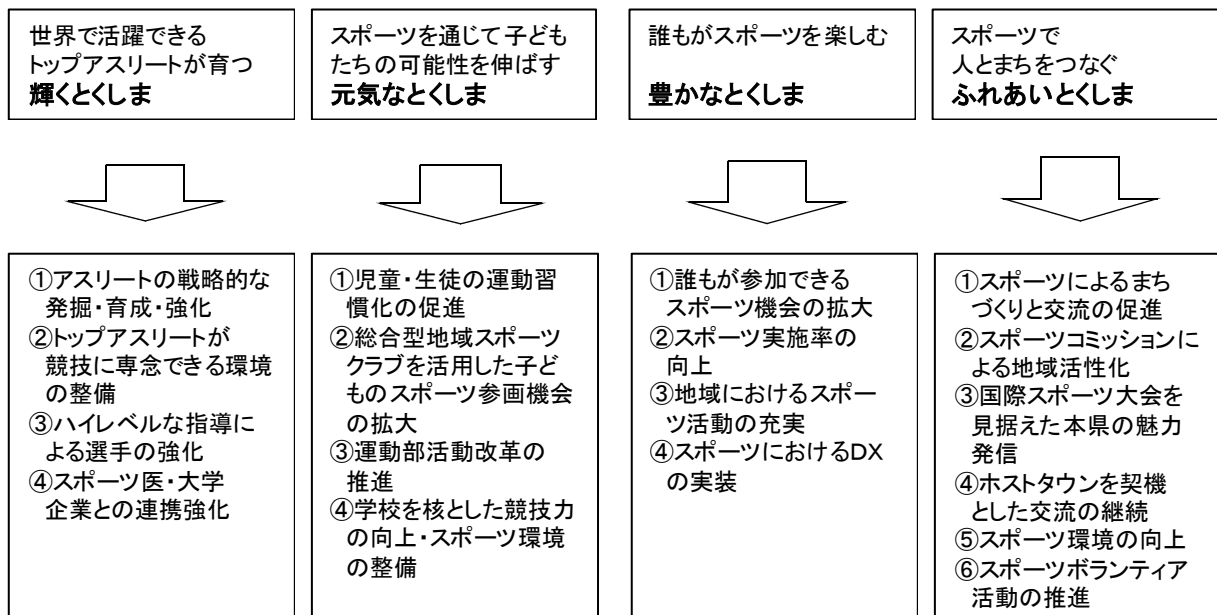 世界で活躍できる
トップアスリートが育つ
輝くとくしま
スポーツを通じて子ども
たちの可能性を伸ばす
元気なとくしま
誰もがスポーツを楽しむ
豊かなとくしま
スポーツで
人とまちをつなぐ
ふれあいとくしま
①アスリートの戦略的な
発掘・育成・強化
②トップアスリートが
競技に専念できる環境
の整備
③ハイレベルな指導に
よる選手の強化
④スポーツ医・大学
企業との連携強化
①児童・生徒の運動習
慣化の促進
②総合型地域スポーツ
クラブを活用した子ど
ものスポーツ参画機会
の拡大
③運動部活動改革の
推進
④学校を核とした競技力
の向上・スポーツ環境
の整備
①誰もが参加できる
スポーツ機会の拡大
②スポーツ実施率の
向上
③地域におけるスポー
ツ活動の充実
④スポーツにおけるDX
の実装
①スポーツによるまち
づくりと交流の促進
②スポーツコミッションに
よる地域活性化
③国際スポーツ大会を
見据えた本県の魅力
発信
④ホストタウンを契機
とした交流の継続
⑤スポーツ環境の向上
⑥スポーツボランティア
活動の推進